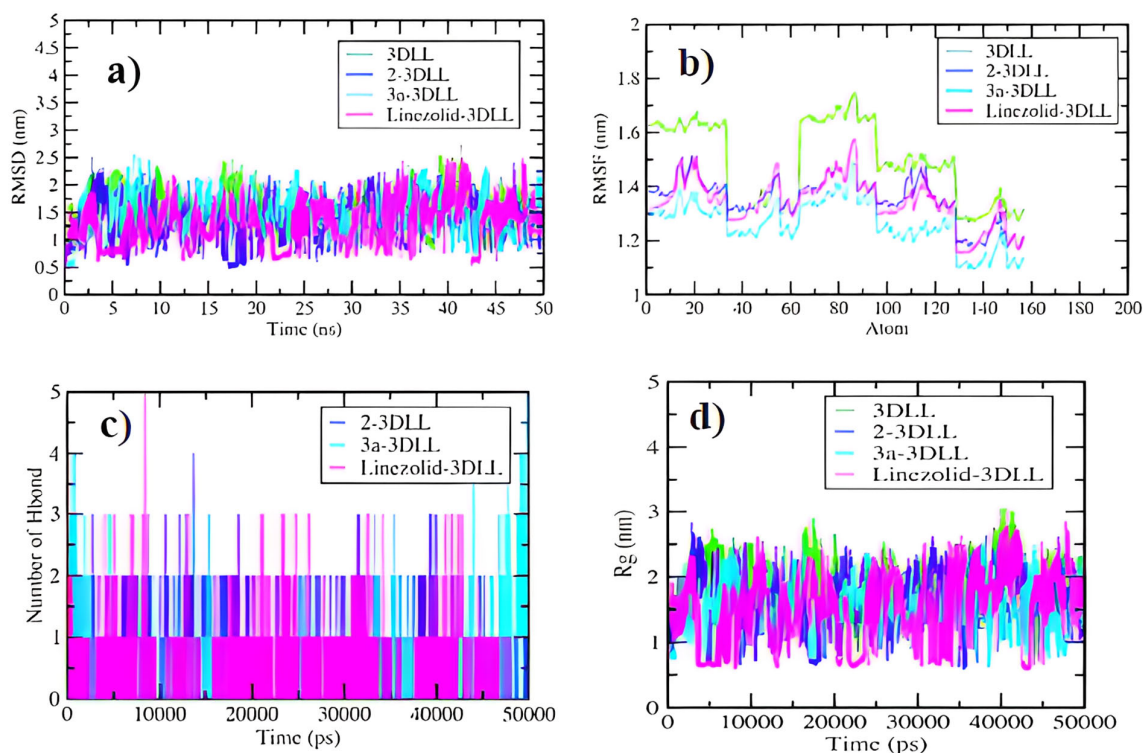 a)
5
4.5
4
3.5
3
2.5
2
1.5
1
0.5
0
RMSD (nm)
3DLL
2-3DLL
3a-3DLL
Linezolid-3DLL
0 5 10 15 20 25 30 35 40 45 50
Time (ns)
b)
2
1.8
1.6
1.4
1.2
1
RMSF (nm)
3DLL
2-3DLL
3a-3DLL
Linezolid-3DLL
0 20 40 60 80 100 120 140 160 180 200
Atom
c)
5
4
3
2
1
0
Number of Hbond
2-3DLL
3a-3DLL
Linezolid-3DLL
0 10000 20000 30000 40000 50000
Time (ps)
d)
5
4
3
2
1
0
Rg (nm)
3DLL
2-3DLL
3a-3DLL
Linezolid-3DLL
0 10000 20000 30000 40000 50000
Time (ps)